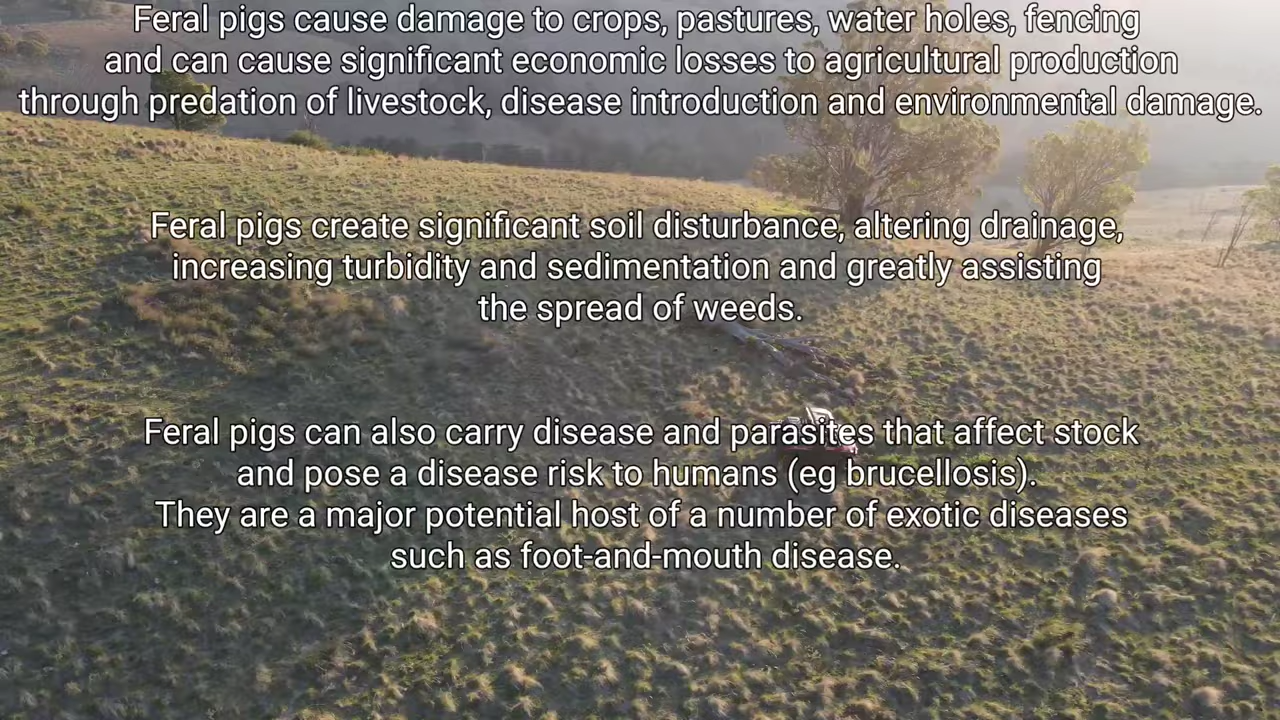 Feral pigs cause damage to crops, pastures, water holes, fencing
and can cause significant economic losses to agricultural production
through predation of livestock, disease introduction and environmental damage.
Feral pigs create significant soil disturbance, altering drainage,
increasing turbidity and sedimentation and greatly assisting
the spread of weeds.
Feral pigs can also carry disease and parasites that affect stock
and pose a disease risk to humans (eg brucellosis).
They are a major potential host of a number of exotic diseases
such as foot-and-mouth disease.